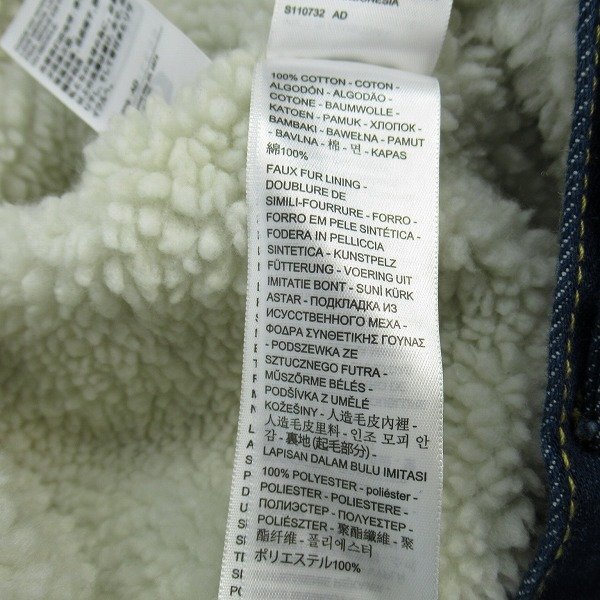 S110732 AD
100% COTTON - COTON -
ALGODÓN - ALGODÃO -
COTONE - BAUMWOLLE -
KATOEN - PAMUK - ХЛОПОК -
BAMBAKI - BAWEŁNA - PAMUT
- BAVLNA - 棉 - 면 - KAPAS
綿100%
FAUX FUR LINING -
DOUBLURE DE
SIMILI-FOURRURE - FORRO -
FORRO EM PELE SINTÉTICA -
FODERA IN PELLICCIA
SINTETICA - KUNSTPELZ
FÜTTERUNG - VOERING UIT
IMITATIE BONT - SUNİ KÜRK
ASTAR - ПОДКЛАДКА ИЗ
ИСУССТВЕННОГО МЕХА -
ΦΟΔΡΑ ΣΥΝΘΕΤΙΚΗΣ ΓΟΥΝΑΣ
- PODSZEWKA ZE
SZTUCZNEGO FUTRA -
MŰSZŐRME BÉLÉS -
PODŠÍVKA Z UMĚLÉ
KOŽEŠINY - 人造毛皮內裡 -
人造毛皮里料 - 인조 모피 안
감 - 裏地(起毛部分) -
LAPISAN DALAM BULU IMITASI
100% POLYESTER - poliéster -
POLIESTER - POLIESTERE -
ПОЛИЭСТЕР - ΡΟΛΥΕΣΤΕΡ -
POLIÉSZTER - 聚酯纖維 - 聚
酯纤维 - 폴리에스터
ポリエステル100%